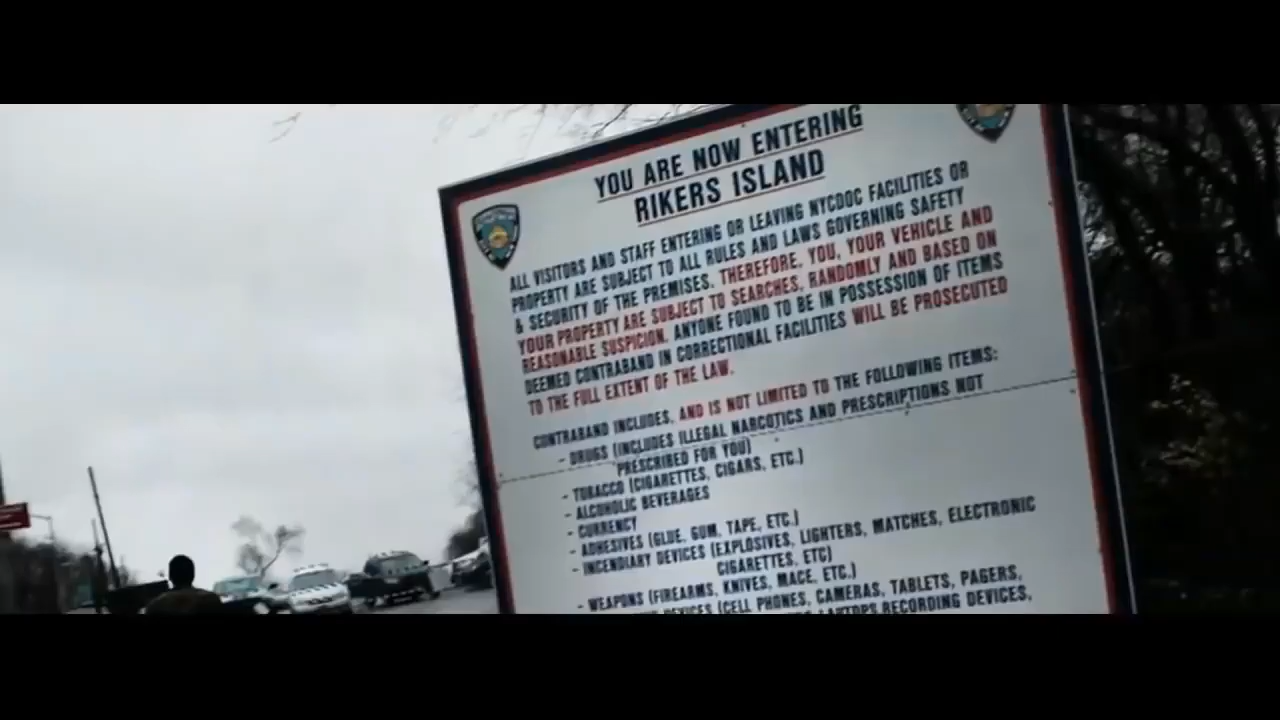 YOU ARE NOW ENTERING
RIKERS ISLAND
ALL VISITORS AND STAFF ENTERING OR LEAVING NYCDOC FACILITIES OR
PROPERTY ARE SUBJECT TO ALL RULES AND LAWS GOVERNING SAFETY
& SECURITY OF THE PREMISES. THEREFORE, YOU, YOUR VEHICLE AND
YOUR PROPERTY ARE SUBJECT TO SEARCHES, RANDOMLY AND BASED ON
REASONABLE SUSPICION. ANYONE FOUND TO BE IN POSSESSION OF ITEMS
DEEMED CONTRABAND IN CORRECTIONAL FACILITIES WILL BE PROSECUTED
TO THE FULL EXTENT OF THE LAW.
CONTRABAND INCLUDES, AND IS NOT LIMITED TO THE FOLLOWING ITEMS:
- DRUGS (INCLUDES ILLEGAL NARCOTICS AND PRESCRIPTIONS NOT
PRESCRIBED FOR YOU)
- TOBACCO (CIGARETTES, CIGARS, ETC.)
- ALCOHOLIC BEVERAGES
- CURRENCY
- ADHESIVES (GLUE, GUM, TAPE, ETC.)
- INCENDIARY DEVICES (EXPLOSIVES, LIGHTERS, MATCHES, ELECTRONIC
CIGARETTES, ETC)
- WEAPONS (FIREARMS, KNIVES, MACE, ETC.)
DEVICES (CELL PHONES, CAMERAS, TABLETS, PAGERS,
LAPTOPS RECORDING DEVICES,